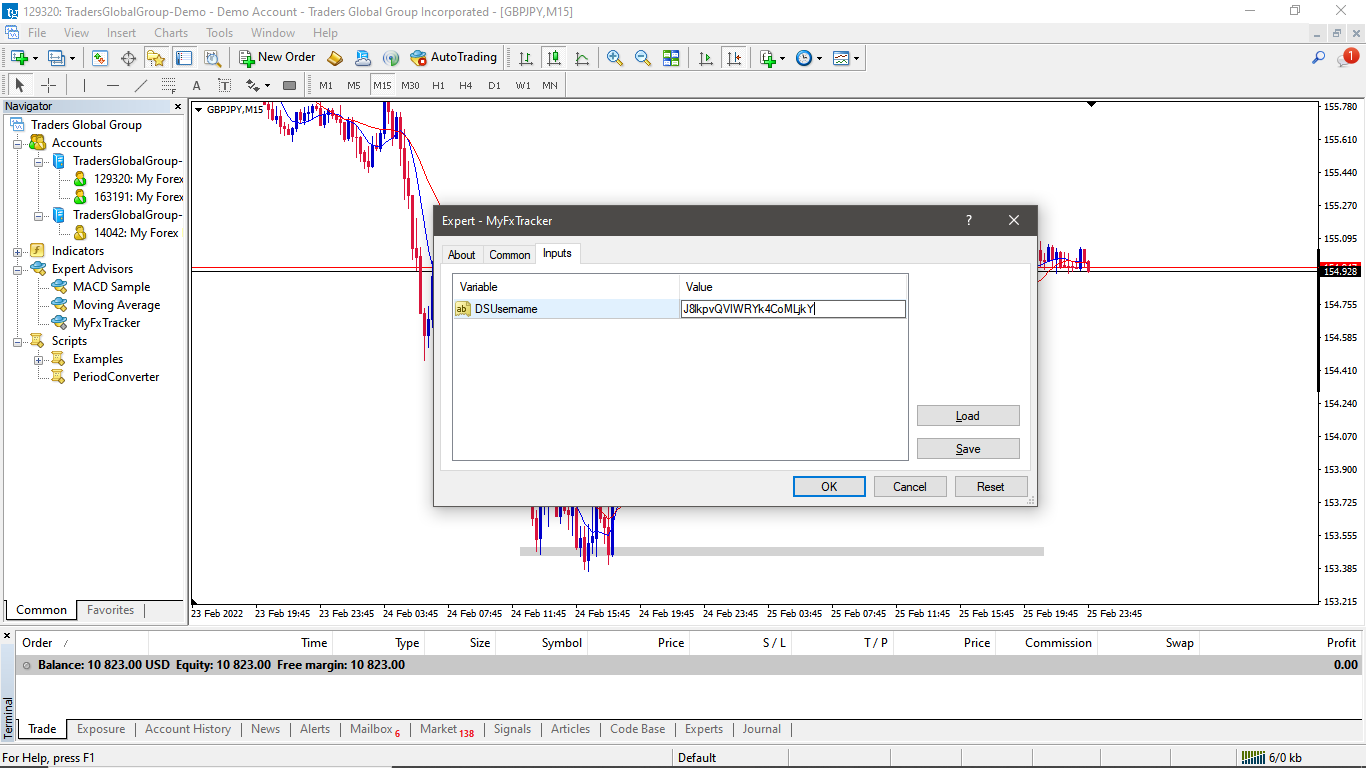 129320: TradersGlobalGroup-Demo - Demo Account - Traders Global Group Incorporated - [GBPJPY,M15]
File View Insert Charts Tools Window Help
New Order AutoTrading 1
A T M1 M5 M15 M30 H1 H4 D1 W1 MN
Navigator
Traders Global Group
Accounts
TradersGlobalGroup-
129320: My Forex
163191: My Forex
TradersGlobalGroup-
14042: My Forex
Indicators
Expert Advisors
MACD Sample
Moving Average
MyFxTracker
Scripts
Examples
PeriodConverter
Common Favorites
GBPJPY,M15
155.780
155.610
155.440
155.270
155.095
154.928
154.755
154.585
154.410
154.240
154.070
153.900
153.725
153.555
153.385
153.215
Expert - MyFxTracker
About Common Inputs
Variable Value
ab DSUsername J8lkpvQVIWRYk4CoMLjkY
Load
Save
OK Cancel Reset
23 Feb 2022 23 Feb 19:45 23 Feb 23:45 24 Feb 03:45 24 Feb 07:45 24 Feb 11:45 24 Feb 15:45 24 Feb 19:45 24 Feb 23:45 25 Feb 03:45 25 Feb 07:45 25 Feb 11:45 25 Feb 15:45 25 Feb 19:45 25 Feb 23:45
Order / Time Type Size Symbol Price S / L T / P Price Commission Swap Profit
Balance: 10 823.00 USD Equity: 10 823.00 Free margin: 10 823.00 0.00
Terminal
Trade Exposure Account History News Alerts Mailbox 6 Market 138 Signals Articles Code Base Experts Journal
For Help, press F1 Default 6/0 kb